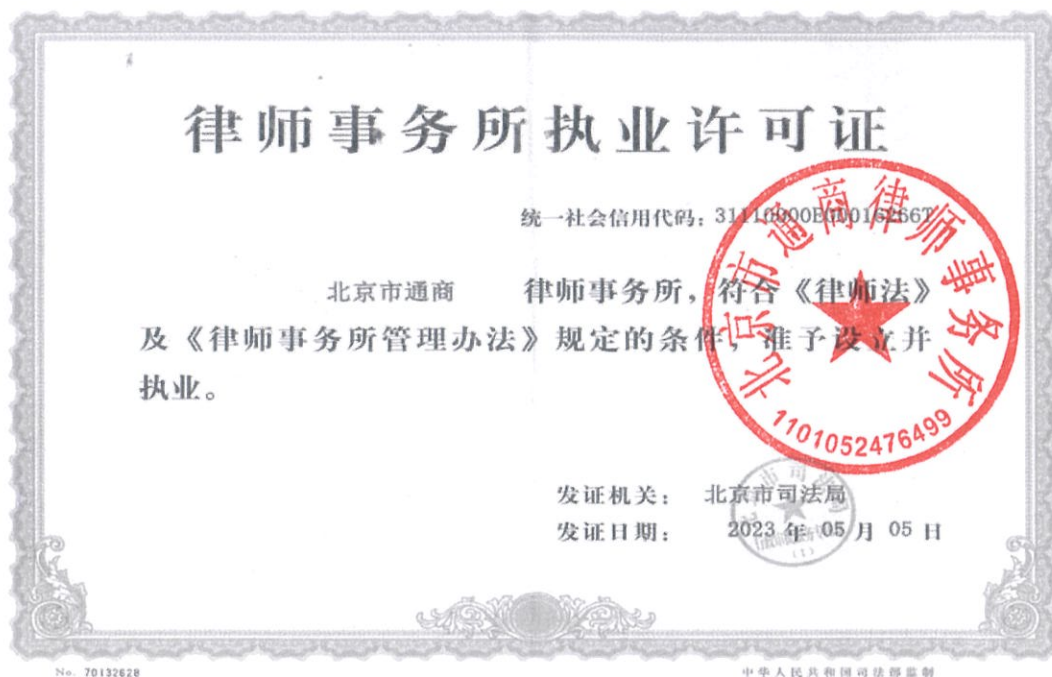 律师事务所执业许可证
统一社会信用代码: 31110000E00016266T
北京市通商 律师事务所, 符合《律师法》
及《律师事务所管理办法》规定的条件, 准予设立并
执业。
北京市通商律师事务所
1101052476499
发证机关: 北京市司法局
发证日期: 2023 年 05 月 05 日
No. 70132628
中华人民共和国司法部监制